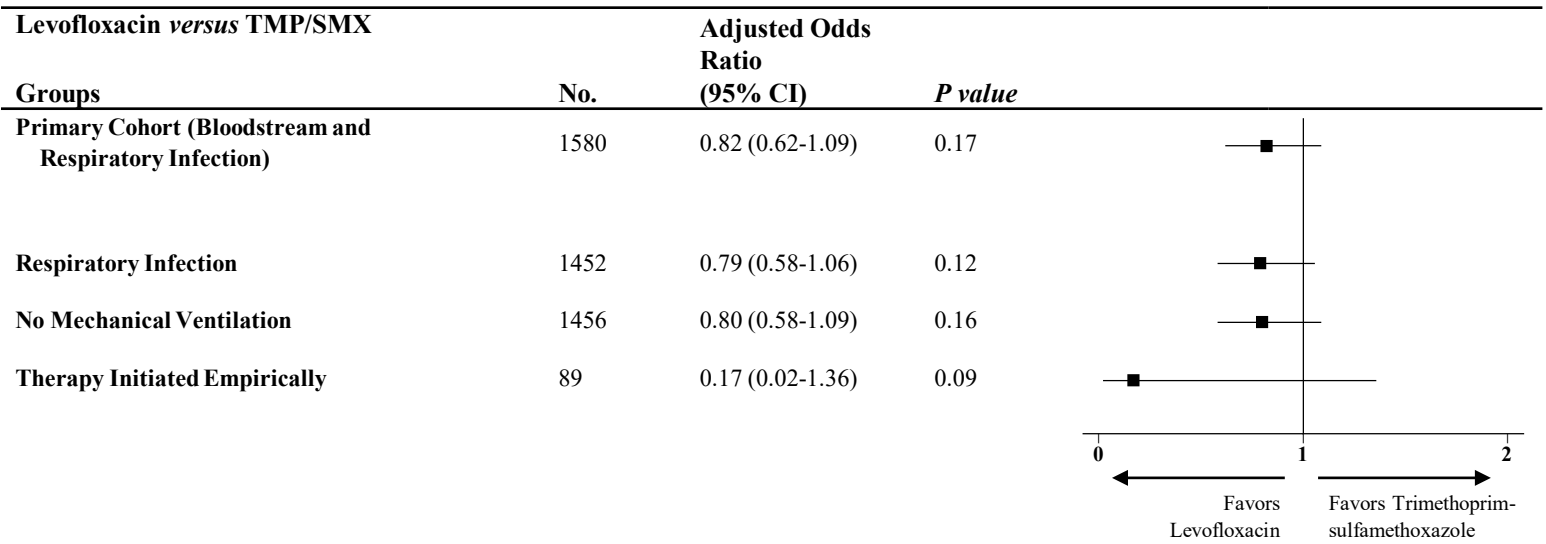 Levofloxacin versus TMP/SMX
Adjusted Odds
Ratio
Groups No. (95% CI) P value
Primary Cohort (Bloodstream and
Respiratory Infection) 1580 0.82 (0.62-1.09) 0.17
Respiratory Infection 1452 0.79 (0.58-1.06) 0.12
No Mechanical Ventilation 1456 0.80 (0.58-1.09) 0.16
Therapy Initiated Empirically 89 0.17 (0.02-1.36) 0.09
0 1 2
Favors Favors Trimethoprim-
Levofloxacin sulfamethoxazole